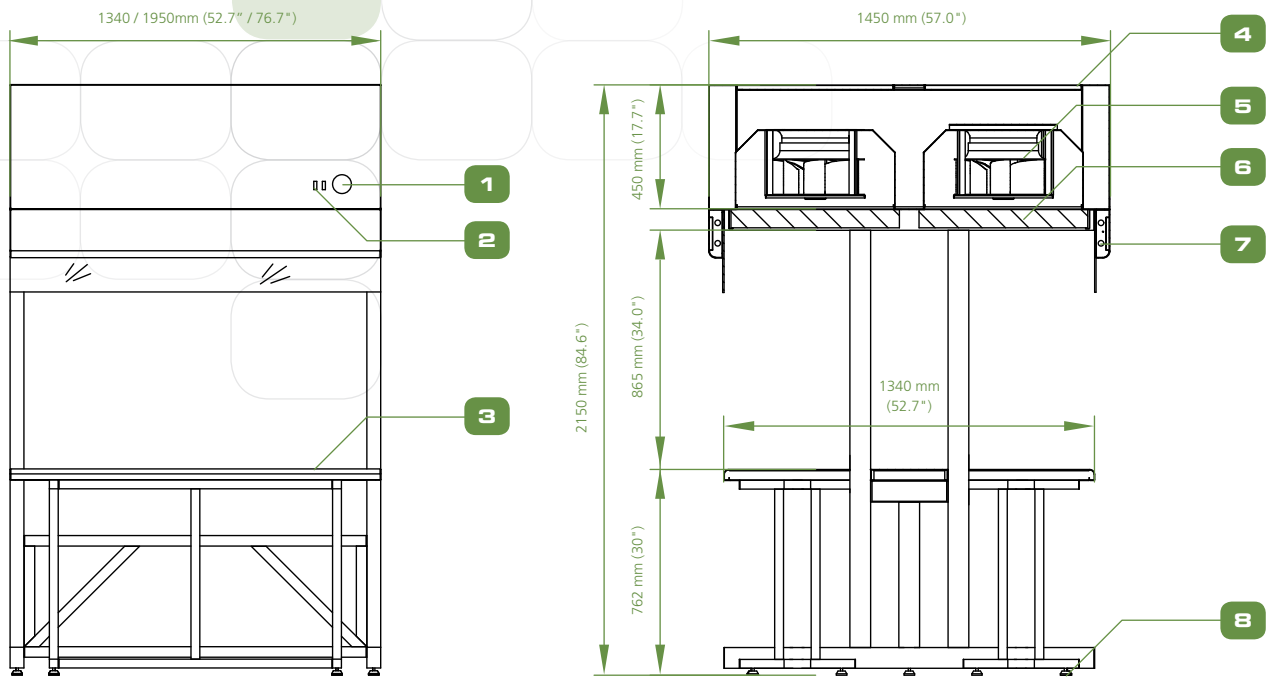 1340 / 1950mm (52.7“ / 76.7")
1450 mm (57.0")
4
5
450 mm (17.7")
6
1
2
7
865 mm (34.0")
2150 mm (84.6")
1340 mm
(52.7")
3
762 mm (30")
8